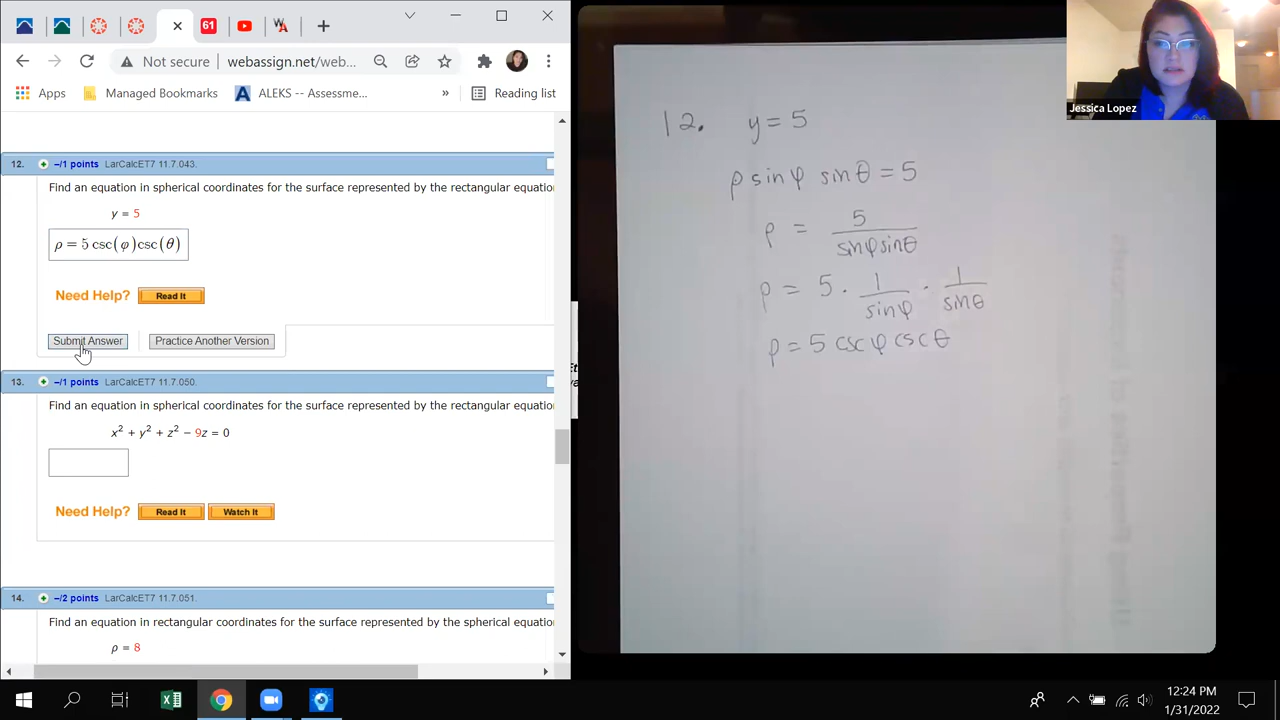 61
Not secure
webassign.net/web...
Apps
Managed Bookmarks
ALEKS -- Assessme...
»
Reading list
12.
–/1 points
LarCalcET7 11.7.043.
Find an equation in spherical coordinates for the surface represented by the rectangular equatio
y = 5
ρ = 5 csc(φ)csc(θ)
Need Help?
Read It
Submit Answer
Practice Another Version
13.
–/1 points
LarCalcET7 11.7.050.
Find an equation in spherical coordinates for the surface represented by the rectangular equatio
x² + y² + z² − 9z = 0
Need Help?
Read It
Watch It
14.
–/2 points
LarCalcET7 11.7.051.
Find an equation in rectangular coordinates for the surface represented by the spherical equatio
ρ = 8
12. y = 5
ρ sin φ sin θ = 5
ρ = 5 / sinφsinθ
ρ = 5 · 1/sinφ · 1/sinθ
ρ = 5 csc φ csc θ
Jessica Lopez
12:24 PM
1/31/2022